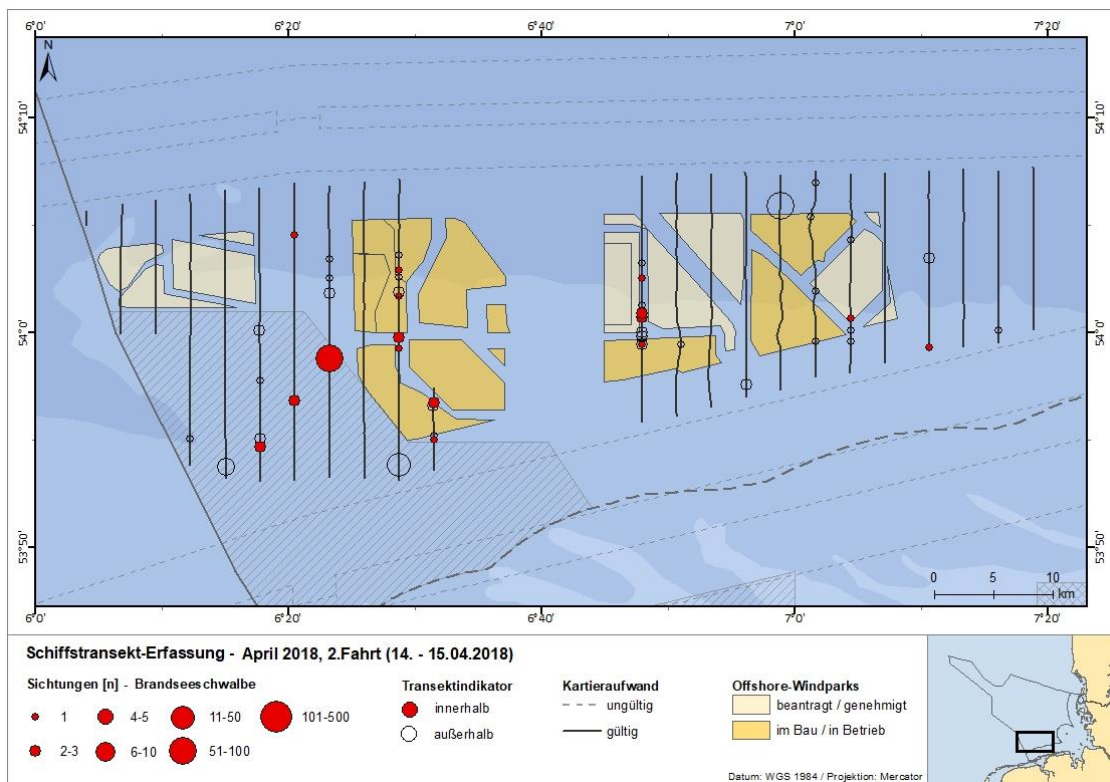 6°0' 6°20' 6°40' 7°0' 7°20'
N
54°10' 54°10'
54°0' 54°0'
53°50' 53°50'
0 5 10
km
6°0' 6°20' 6°40' 7°0' 7°20'
Schiffstransekt-Erfassung - April 2018, 2.Fahrt (14. - 15.04.2018)
Sichtungen [n] - Brandseeschwalbe
1 4-5 11-50 101-500
2-3 6-10 51-100
Transektindikator
innerhalb
außerhalb
Kartieraufwand
ungültig
gültig
Offshore-Windparks
beantragt / genehmigt
im Bau / in Betrieb
Datum: WGS 1984 / Projektion: Mercator